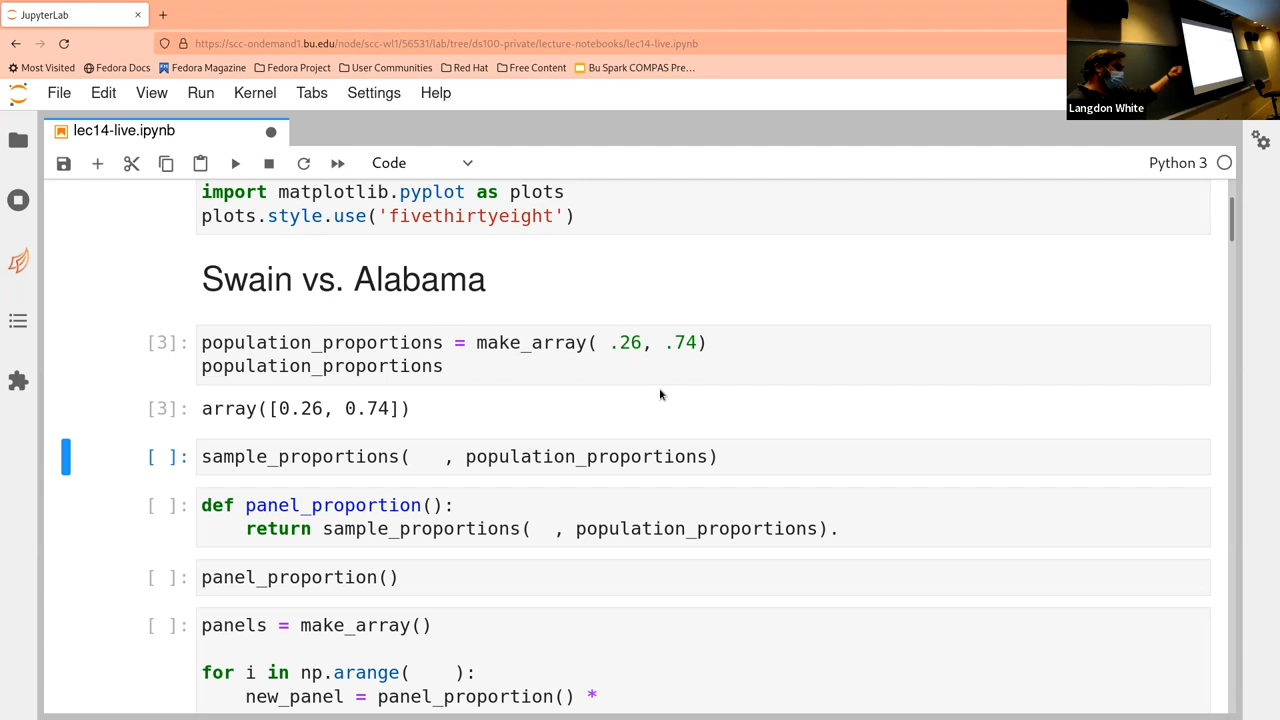 JupyterLab
https://scc-ondemand1.bu.edu/node/scc-wl1/56531/lab/tree/ds100-private/lecture-notebooks/lec14-live.ipynb
Most Visited Fedora Docs Fedora Magazine Fedora Project User Communities Red Hat Free Content Bu Spark COMPAS Pre…
Langdon White
File Edit View Run Kernel Tabs Settings Help
lec14-live.ipynb
Code Python 3
import matplotlib.pyplot as plots
plots.style.use('fivethirtyeight')
Swain vs. Alabama
[3]: population_proportions = make_array( .26, .74)
population_proportions
[3]: array([0.26, 0.74])
[ ]: sample_proportions(   , population_proportions)
[ ]: def panel_proportion():
return sample_proportions(  , population_proportions).
[ ]: panel_proportion()
[ ]: panels = make_array()
for i in np.arange(    ):
new_panel = panel_proportion() *